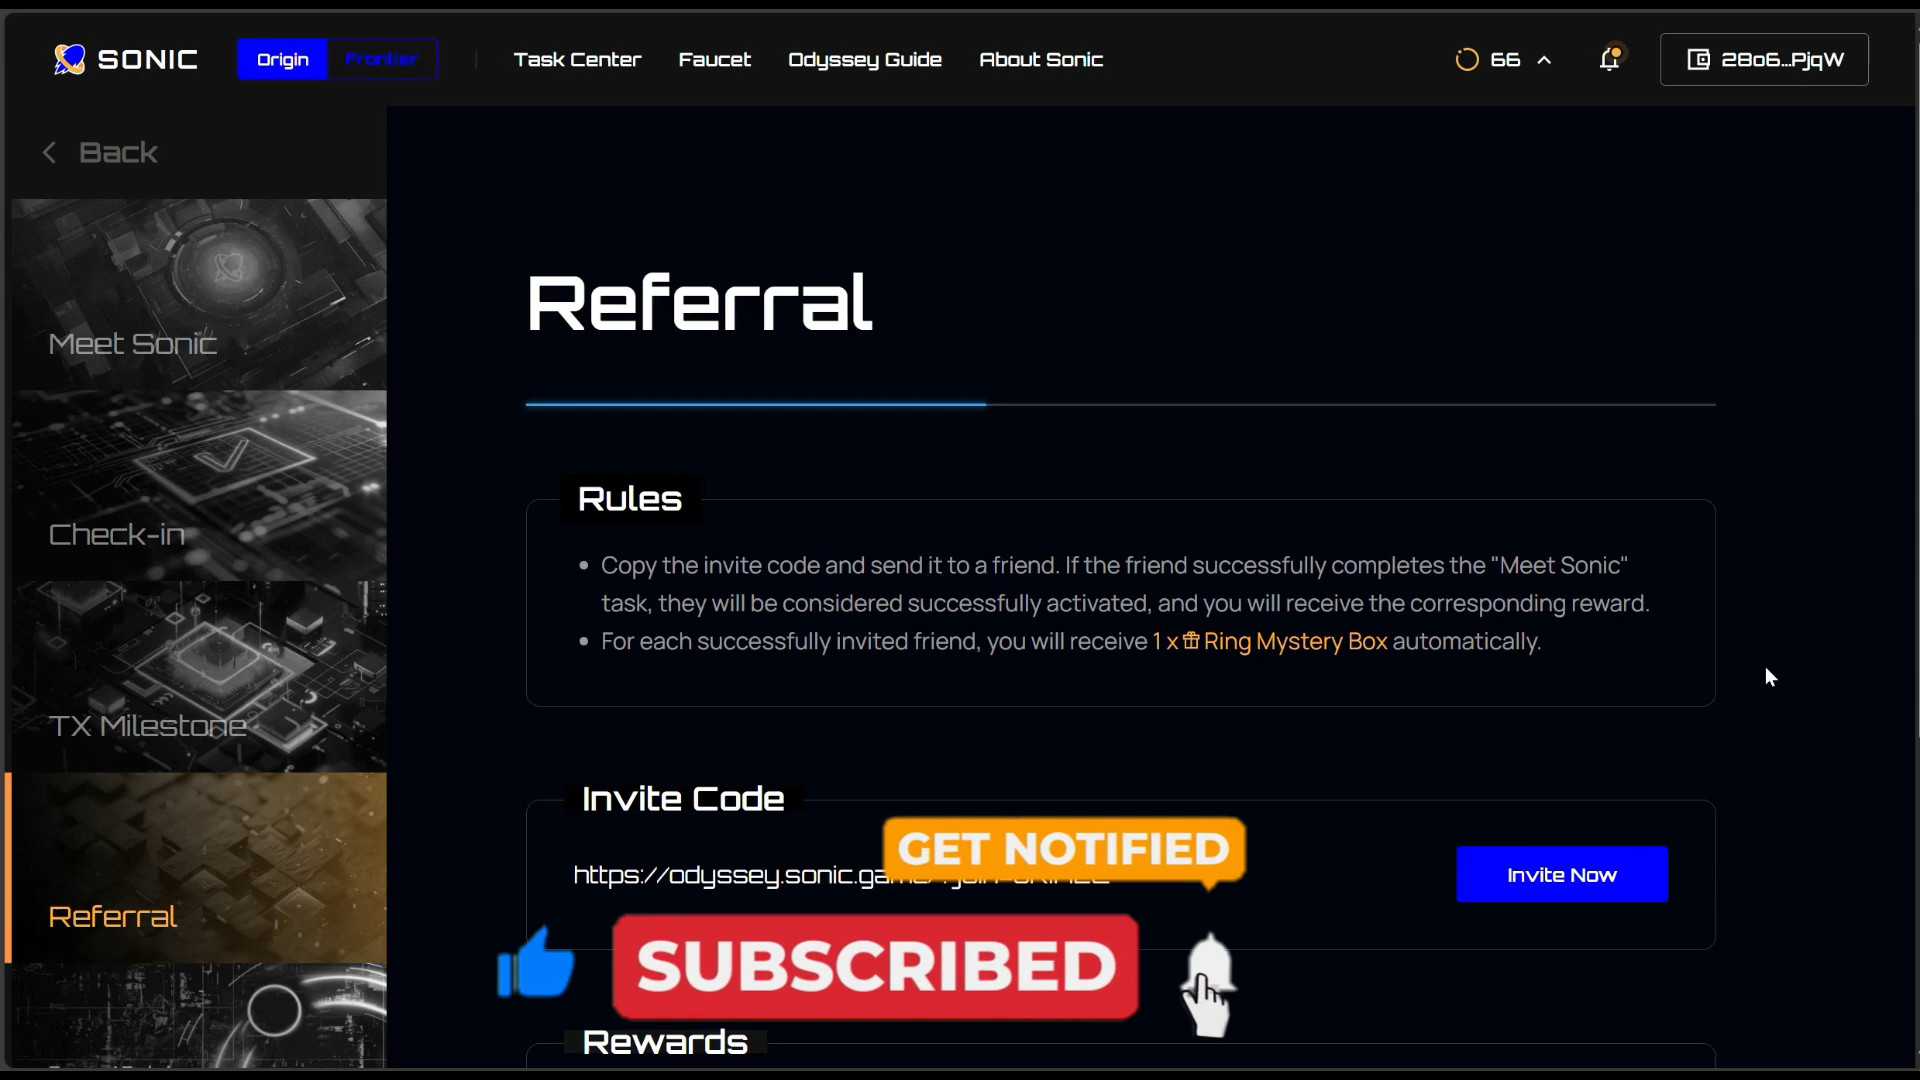 SONIC
Origin
Frontier
Task Center
Faucet
Odyssey Guide
About Sonic
66
28o6...PjqW
Back
Meet Sonic
Check-in
TX Milestone
Referral
Referral
Rules
Copy the invite code and send it to a friend. If the friend successfully completes the "Meet Sonic"
task, they will be considered successfully activated, and you will receive the corresponding reward.
For each successfully invited friend, you will receive 1 x Ring Mystery Box automatically.
Invite Code
https://odyssey.sonic.ga
Invite Now
GET NOTIFIED
SUBSCRIBED
Rewards